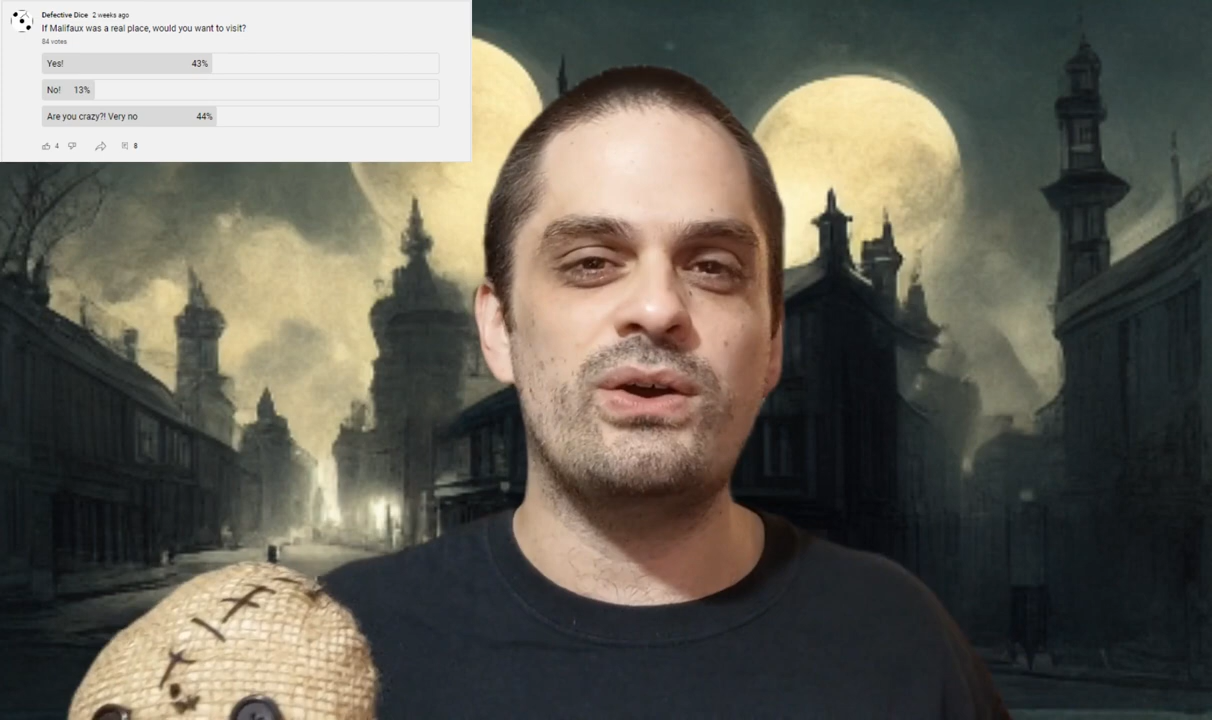 Defective Dice 2 weeks ago
If Malifaux was a real place, would you want to visit?
84 votes
Yes! 43%
No! 13%
Are you crazy?! Very no 44%
4 8